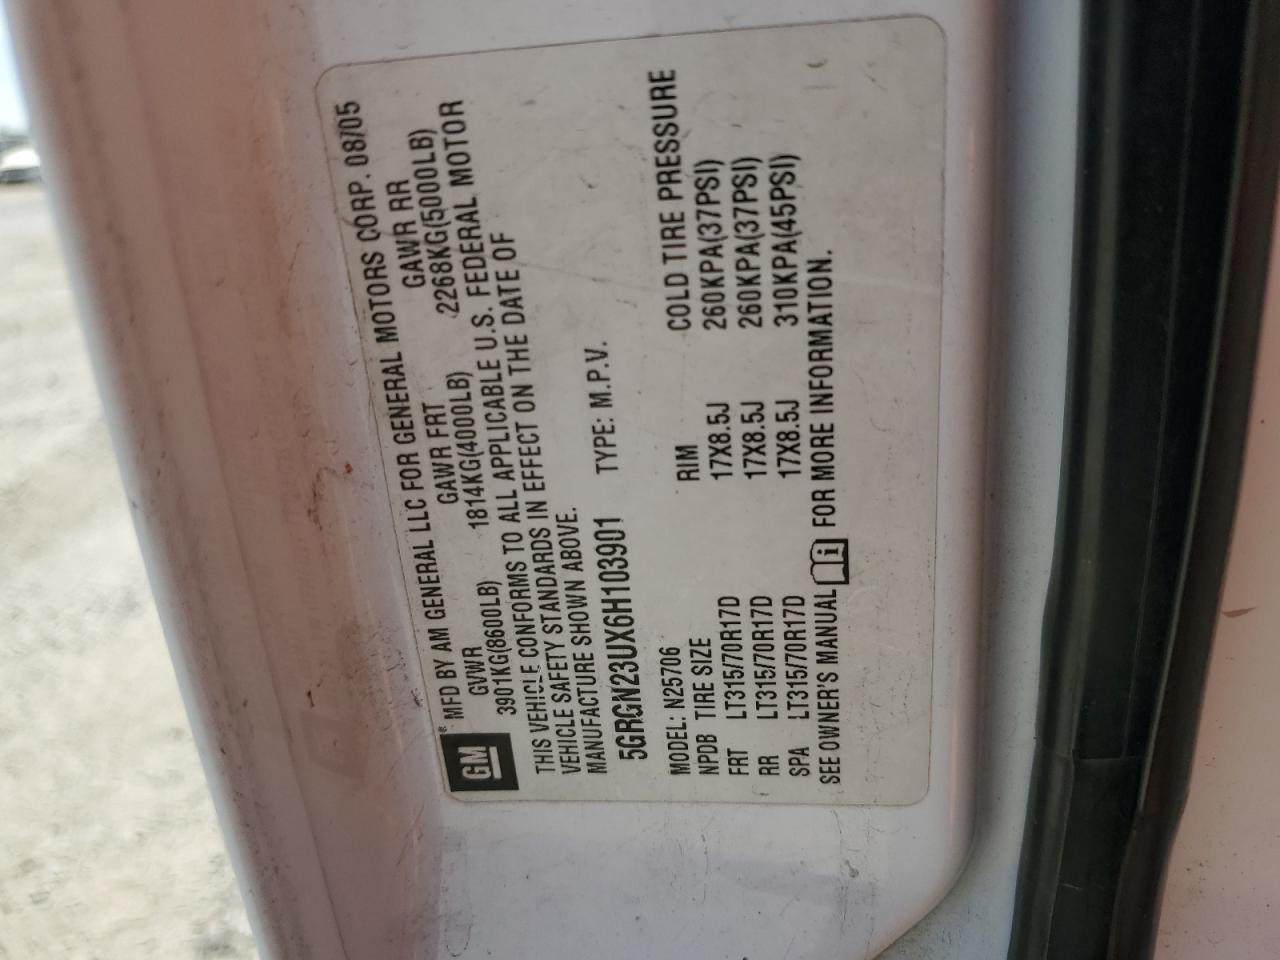 GM ® MFD BY AM GENERAL LLC FOR GENERAL MOTORS CORP. 08/05
GVWR GAWR FRT GAWR RR
3901KG(8600LB) 1814KG(4000LB) 2268KG(5000LB)
THIS VEHICLE CONFORMS TO ALL APPLICABLE U.S. FEDERAL MOTOR
VEHICLE SAFETY STANDARDS IN EFFECT ON THE DATE OF
MANUFACTURE SHOWN ABOVE.
5GRGN23UX6H103901 TYPE: M.P.V.
MODEL: N25706
NPDB TIRE SIZE RIM COLD TIRE PRESSURE
FRT LT315/70R17D 17X8.5J 260KPA(37PSI)
RR LT315/70R17D 17X8.5J 260KPA(37PSI)
SPA LT315/70R17D 17X8.5J 310KPA(45PSI)
SEE OWNER'S MANUAL i FOR MORE INFORMATION.